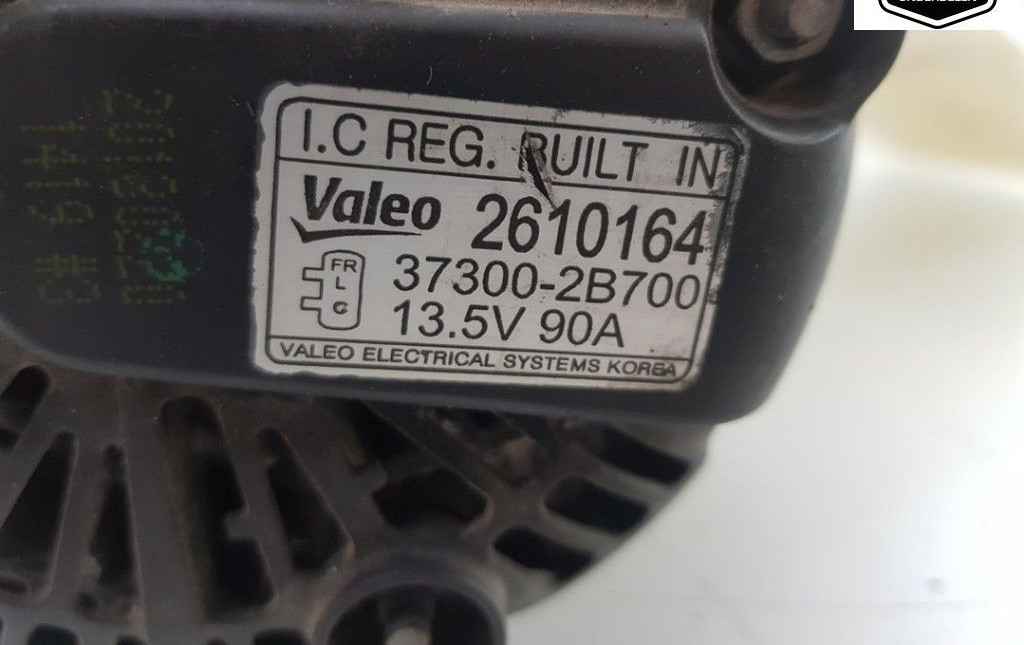 I.C REG. BUILT IN
Valeo 2610164
FR
L
C
37300-2B700
13.5V 90A
VALEO ELECTRICAL SYSTEMS KOREA